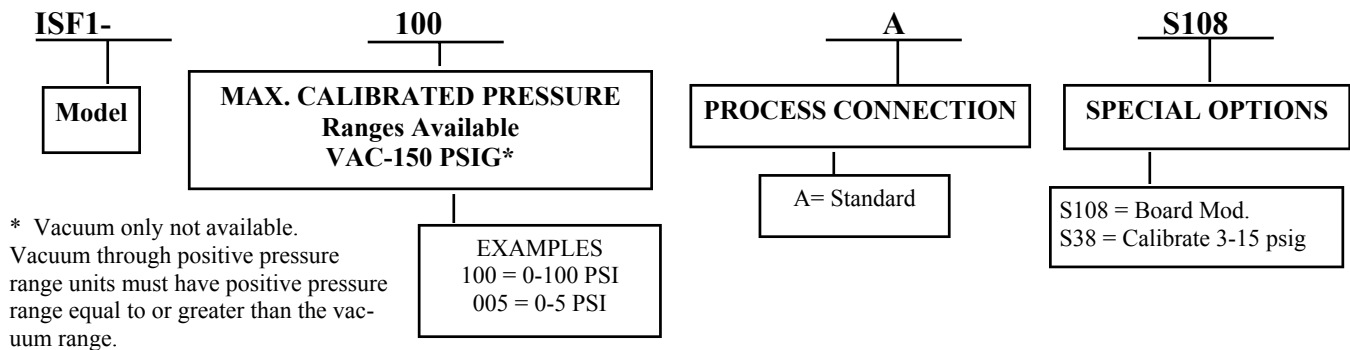 ISF1-
100
A
S108
Model
MAX. CALIBRATED PRESSURE
Ranges Available
VAC-150 PSIG*
PROCESS CONNECTION
SPECIAL OPTIONS
A= Standard
S108 = Board Mod.
S38 = Calibrate 3-15 psig
EXAMPLES
100 = 0-100 PSI
005 = 0-5 PSI
* Vacuum only not available.
Vacuum through positive pressure
range units must have positive pressure
range equal to or greater than the vac-
uum range.